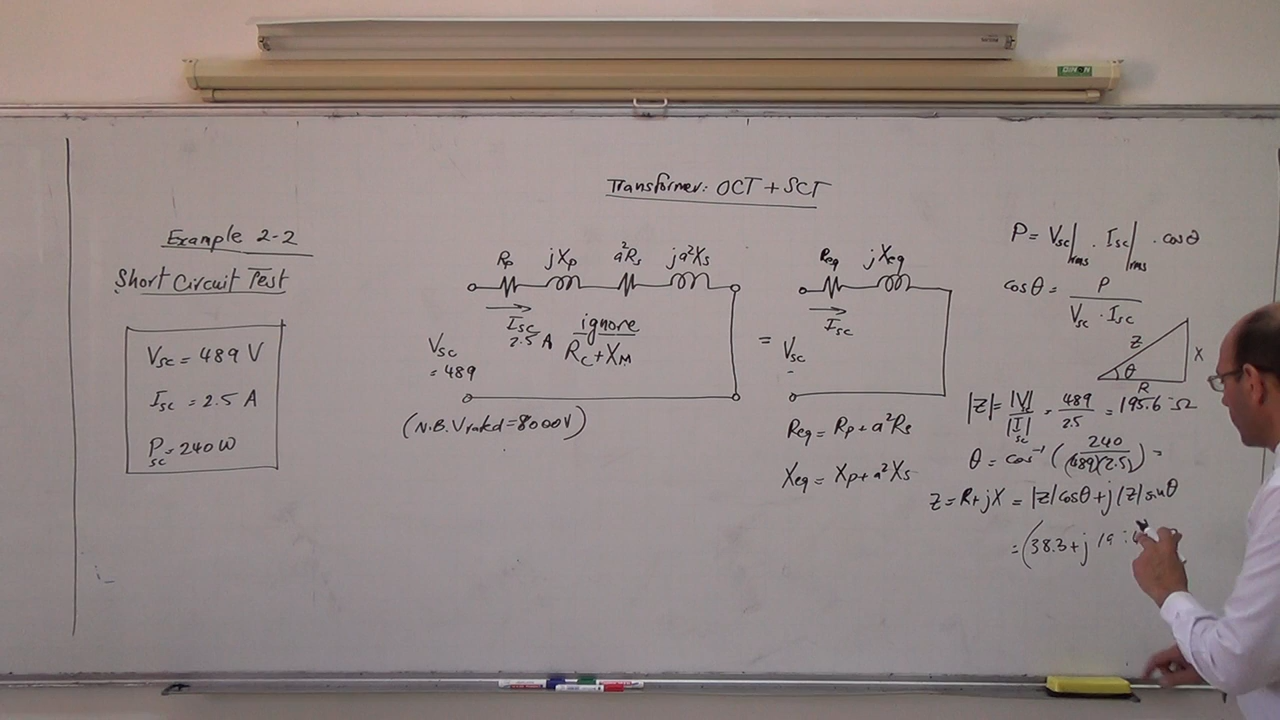 DINON
Transformer: OCT + SCT
Example 2-2
Short Circuit Test
Vsc = 489 V
Isc = 2.5 A
Psc = 240 W
Rp jXp a²Rs ja²Xs
Isc
2.5 A
ignore
Rc + XM
Vsc
= 489
(N.B. Vrated = 8000V)
=
Req jXeq
Isc
Vsc
Req = Rp + a²Rs
Xeq = Xp + a²Xs
P = Vsc|rms . Isc|rms . cosθ
cosθ = P / Vsc . Isc
Z X
θ
R
|Z| = |V| / |I|sc = 489 / 2.5 = 195.6 Ω
θ = cos⁻¹ (240 / (489)(2.5)) =
Z = R + jX = |Z| cosθ + j |Z| sinθ
= (38.3 + j 19